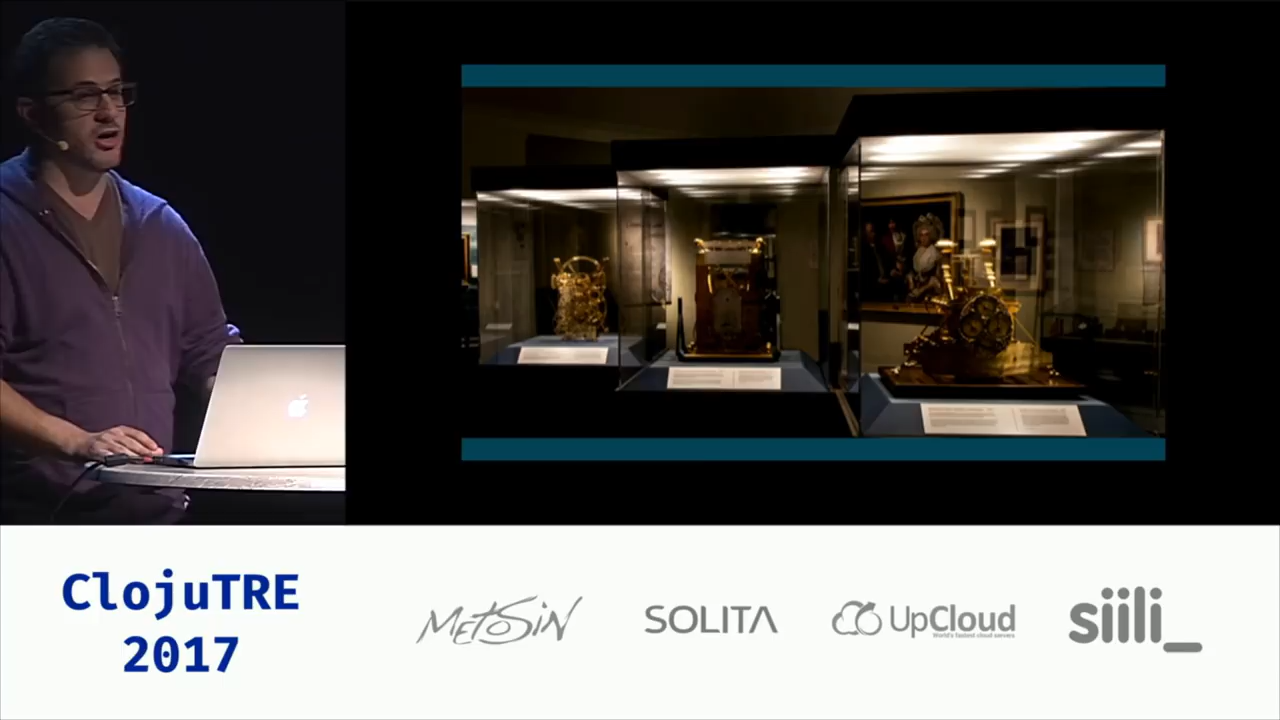 ClojuTRE
2017
METOSIN
SOLITA
UpCloud
World's fastest cloud servers
siili_